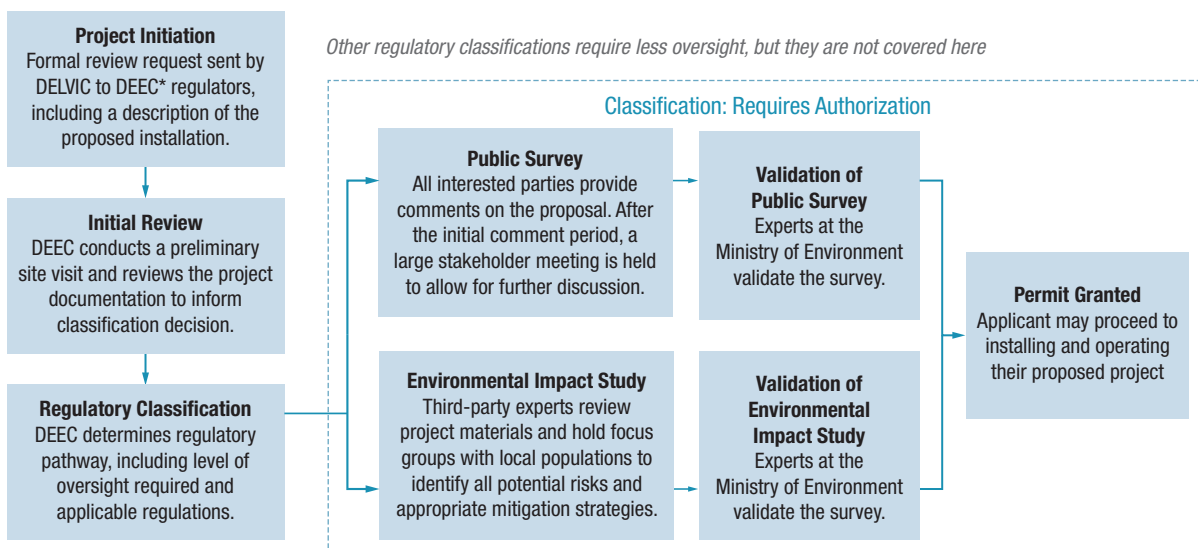 Project Initiation
Formal review request sent by
DELVIC to DEEC* regulators,
including a description of the
proposed installation.
Initial Review
DEEC conducts a preliminary
site visit and reviews the project
documentation to inform
classification decision.
Regulatory Classification
DEEC determines regulatory
pathway, including level of
oversight required and
applicable regulations.
Other regulatory classifications require less oversight, but they are not covered here
Classification: Requires Authorization
Public Survey
All interested parties provide
comments on the proposal. After
the initial comment period, a
large stakeholder meeting is held
to allow for further discussion.
Validation of
Public Survey
Experts at the
Ministry of Environment
validate the survey.
Environmental Impact Study
Third-party experts review
project materials and hold focus
groups with local populations to
identify all potential risks and
appropriate mitigation strategies.
Validation of
Environmental
Impact Study
Experts at the
Ministry of Environment
validate the survey.
Permit Granted
Applicant may proceed to
installing and operating
their proposed project